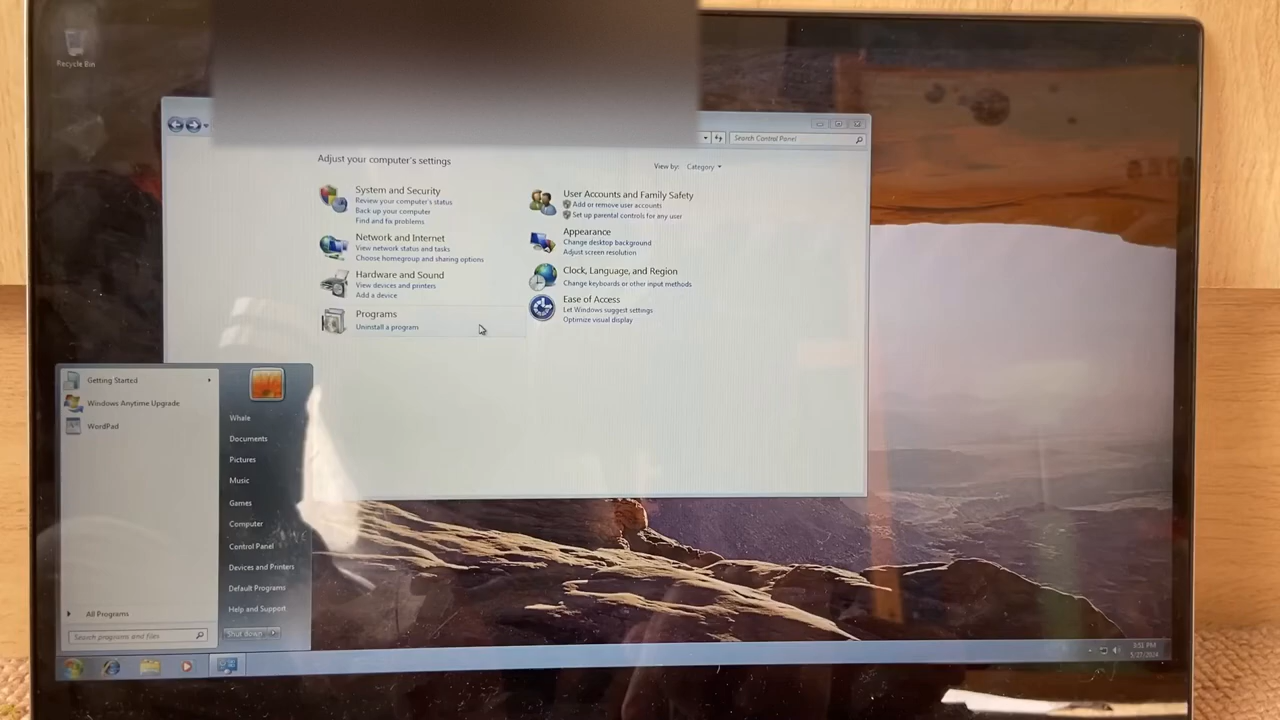 Recycle Bin
Search Control Panel
Adjust your computer's settings
View by: Category
System and Security
Review your computer's status
Back up your computer
Find and fix problems
Network and Internet
View network status and tasks
Choose homegroup and sharing options
Hardware and Sound
View devices and printers
Add a device
Programs
Uninstall a program
User Accounts and Family Safety
Add or remove user accounts
Set up parental controls for any user
Appearance
Change desktop background
Adjust screen resolution
Clock, Language, and Region
Change keyboards or other input methods
Ease of Access
Let Windows suggest settings
Optimize visual display
Getting Started
Windows Anytime Upgrade
WordPad
All Programs
Search programs and files
Whale
Documents
Pictures
Music
Games
Computer
Control Panel
Devices and Printers
Default Programs
Help and Support
Shut down
5:51 PM
5/27/2024